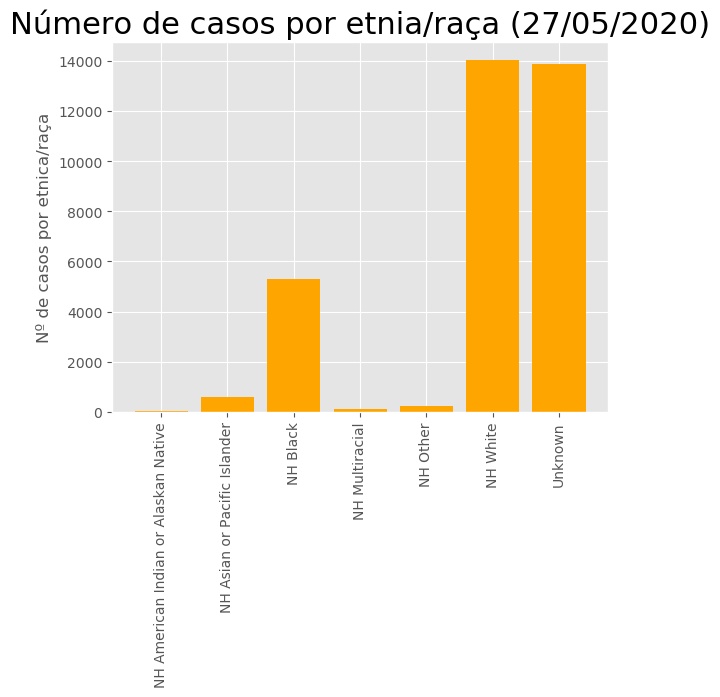 Número de casos por etnia/raça (27/05/2020)
Nº de casos por etnica/raça
14000
12000
10000
8000
6000
4000
2000
0
NH American Indian or Alaskan Native
NH Asian or Pacific Islander
NH Black
NH Multiracial
NH Other
NH White
Unknown